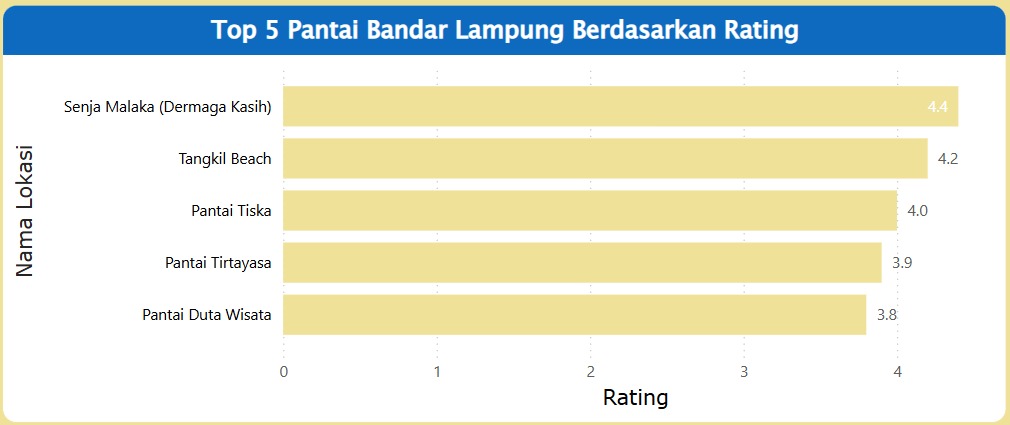 Top 5 Pantai Bandar Lampung Berdasarkan Rating
Nama Lokasi
Senja Malaka (Dermaga Kasih) 4.4
Tangkil Beach 4.2
Pantai Tiska 4.0
Pantai Tirtayasa 3.9
Pantai Duta Wisata 3.8
0 1 2 3 4
Rating